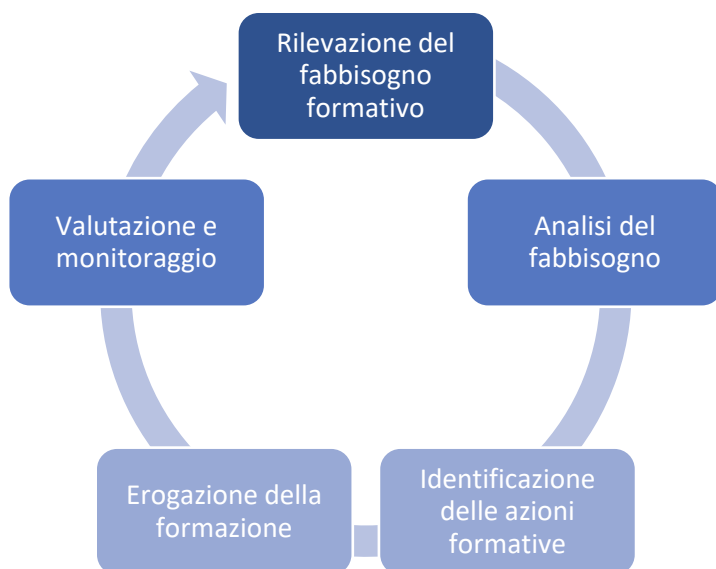 Rilevazione del
fabbisogno
formativo
Analisi del
fabbisogno
Identificazione
delle azioni
formative
Erogazione della
formazione
Valutazione e
monitoraggio